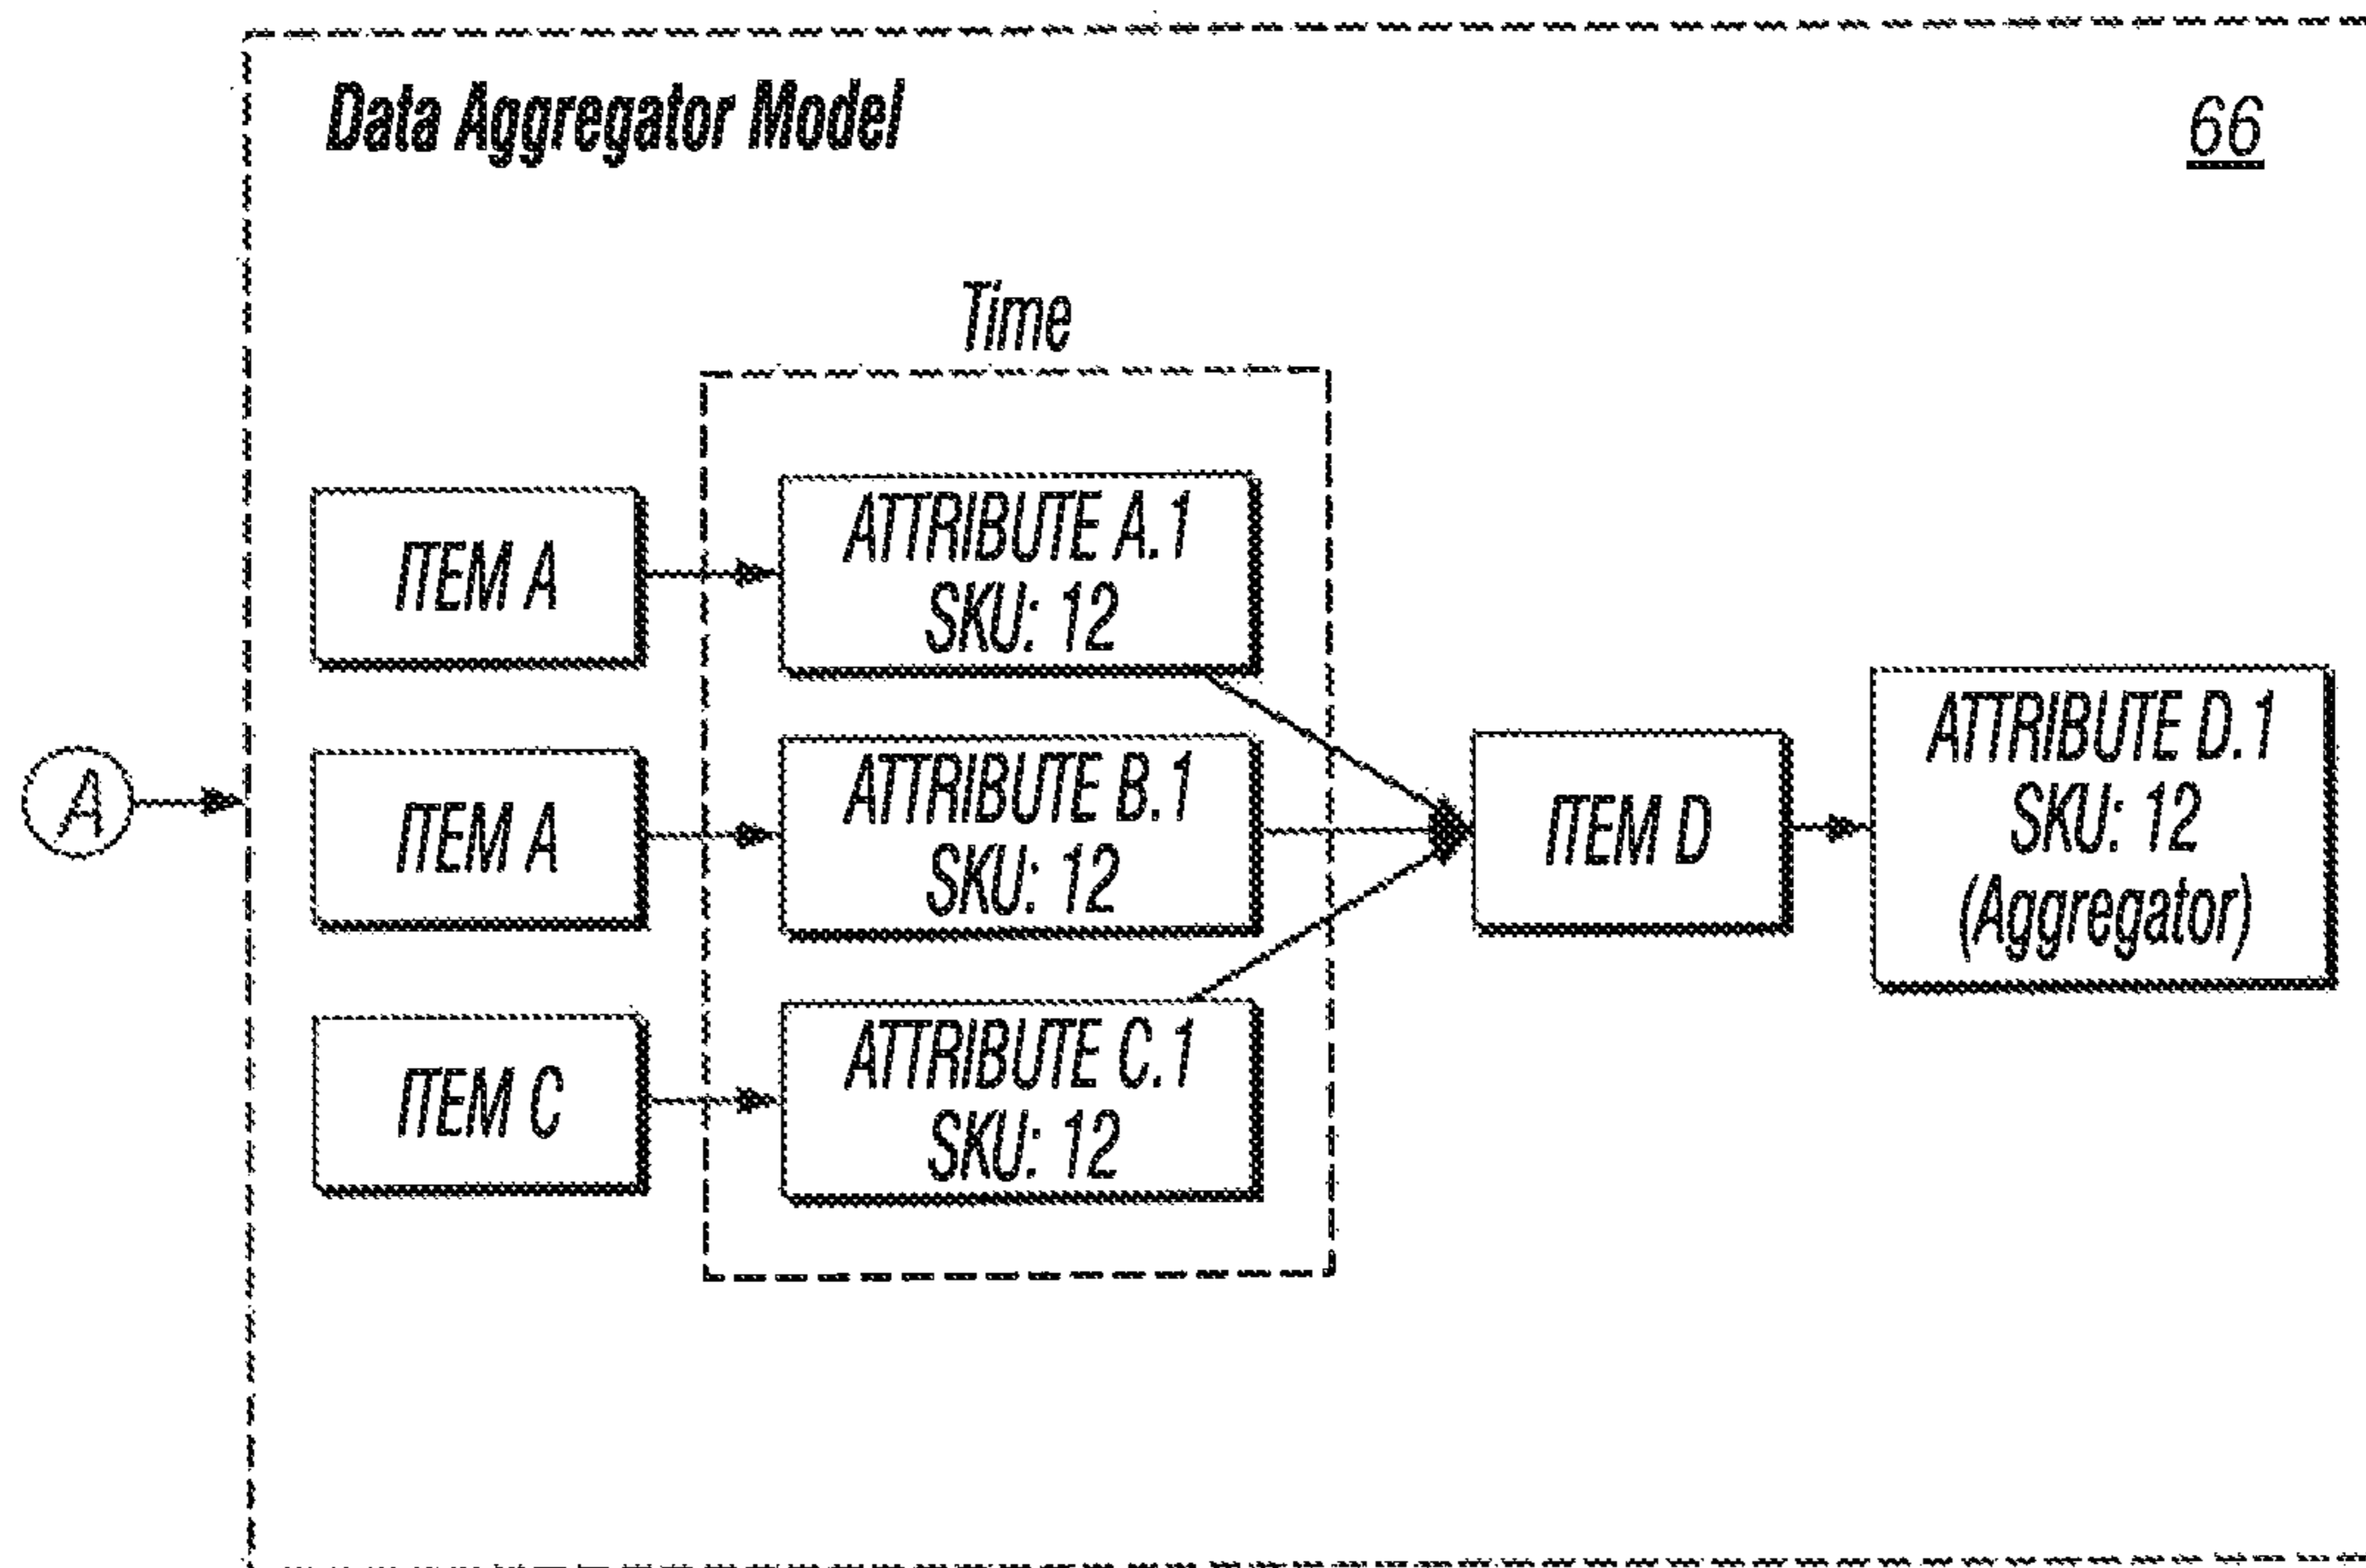 Data Aggregator Model
66
Time
ITEM A
ATTRIBUTE A.1
SKU: 12
A
ITEM A
ATTRIBUTE B.1
SKU: 12
ITEM D
ATTRIBUTE D.1
SKU: 12
(Aggregator)
ITEM C
ATTRIBUTE C.1
SKU: 12